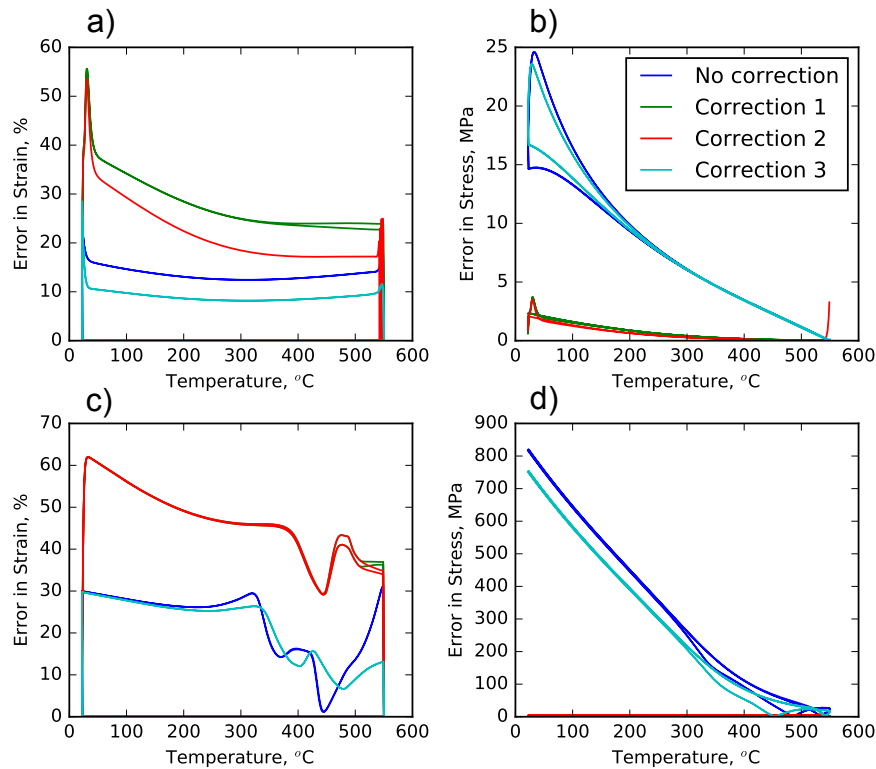 a)
60
50
40
30
20
10
0
Error in Strain, %
0 100 200 300 400 500 600
Temperature, °C
b)
25
20
15
10
5
0
Error in Stress, MPa
0 100 200 300 400 500 600
Temperature, °C
No correction
Correction 1
Correction 2
Correction 3
c)
70
60
50
40
30
20
10
0
Error in Strain, %
0 100 200 300 400 500 600
Temperature, °C
d)
900
800
700
600
500
400
300
200
100
0
Error in Stress, MPa
0 100 200 300 400 500 600
Temperature, °C